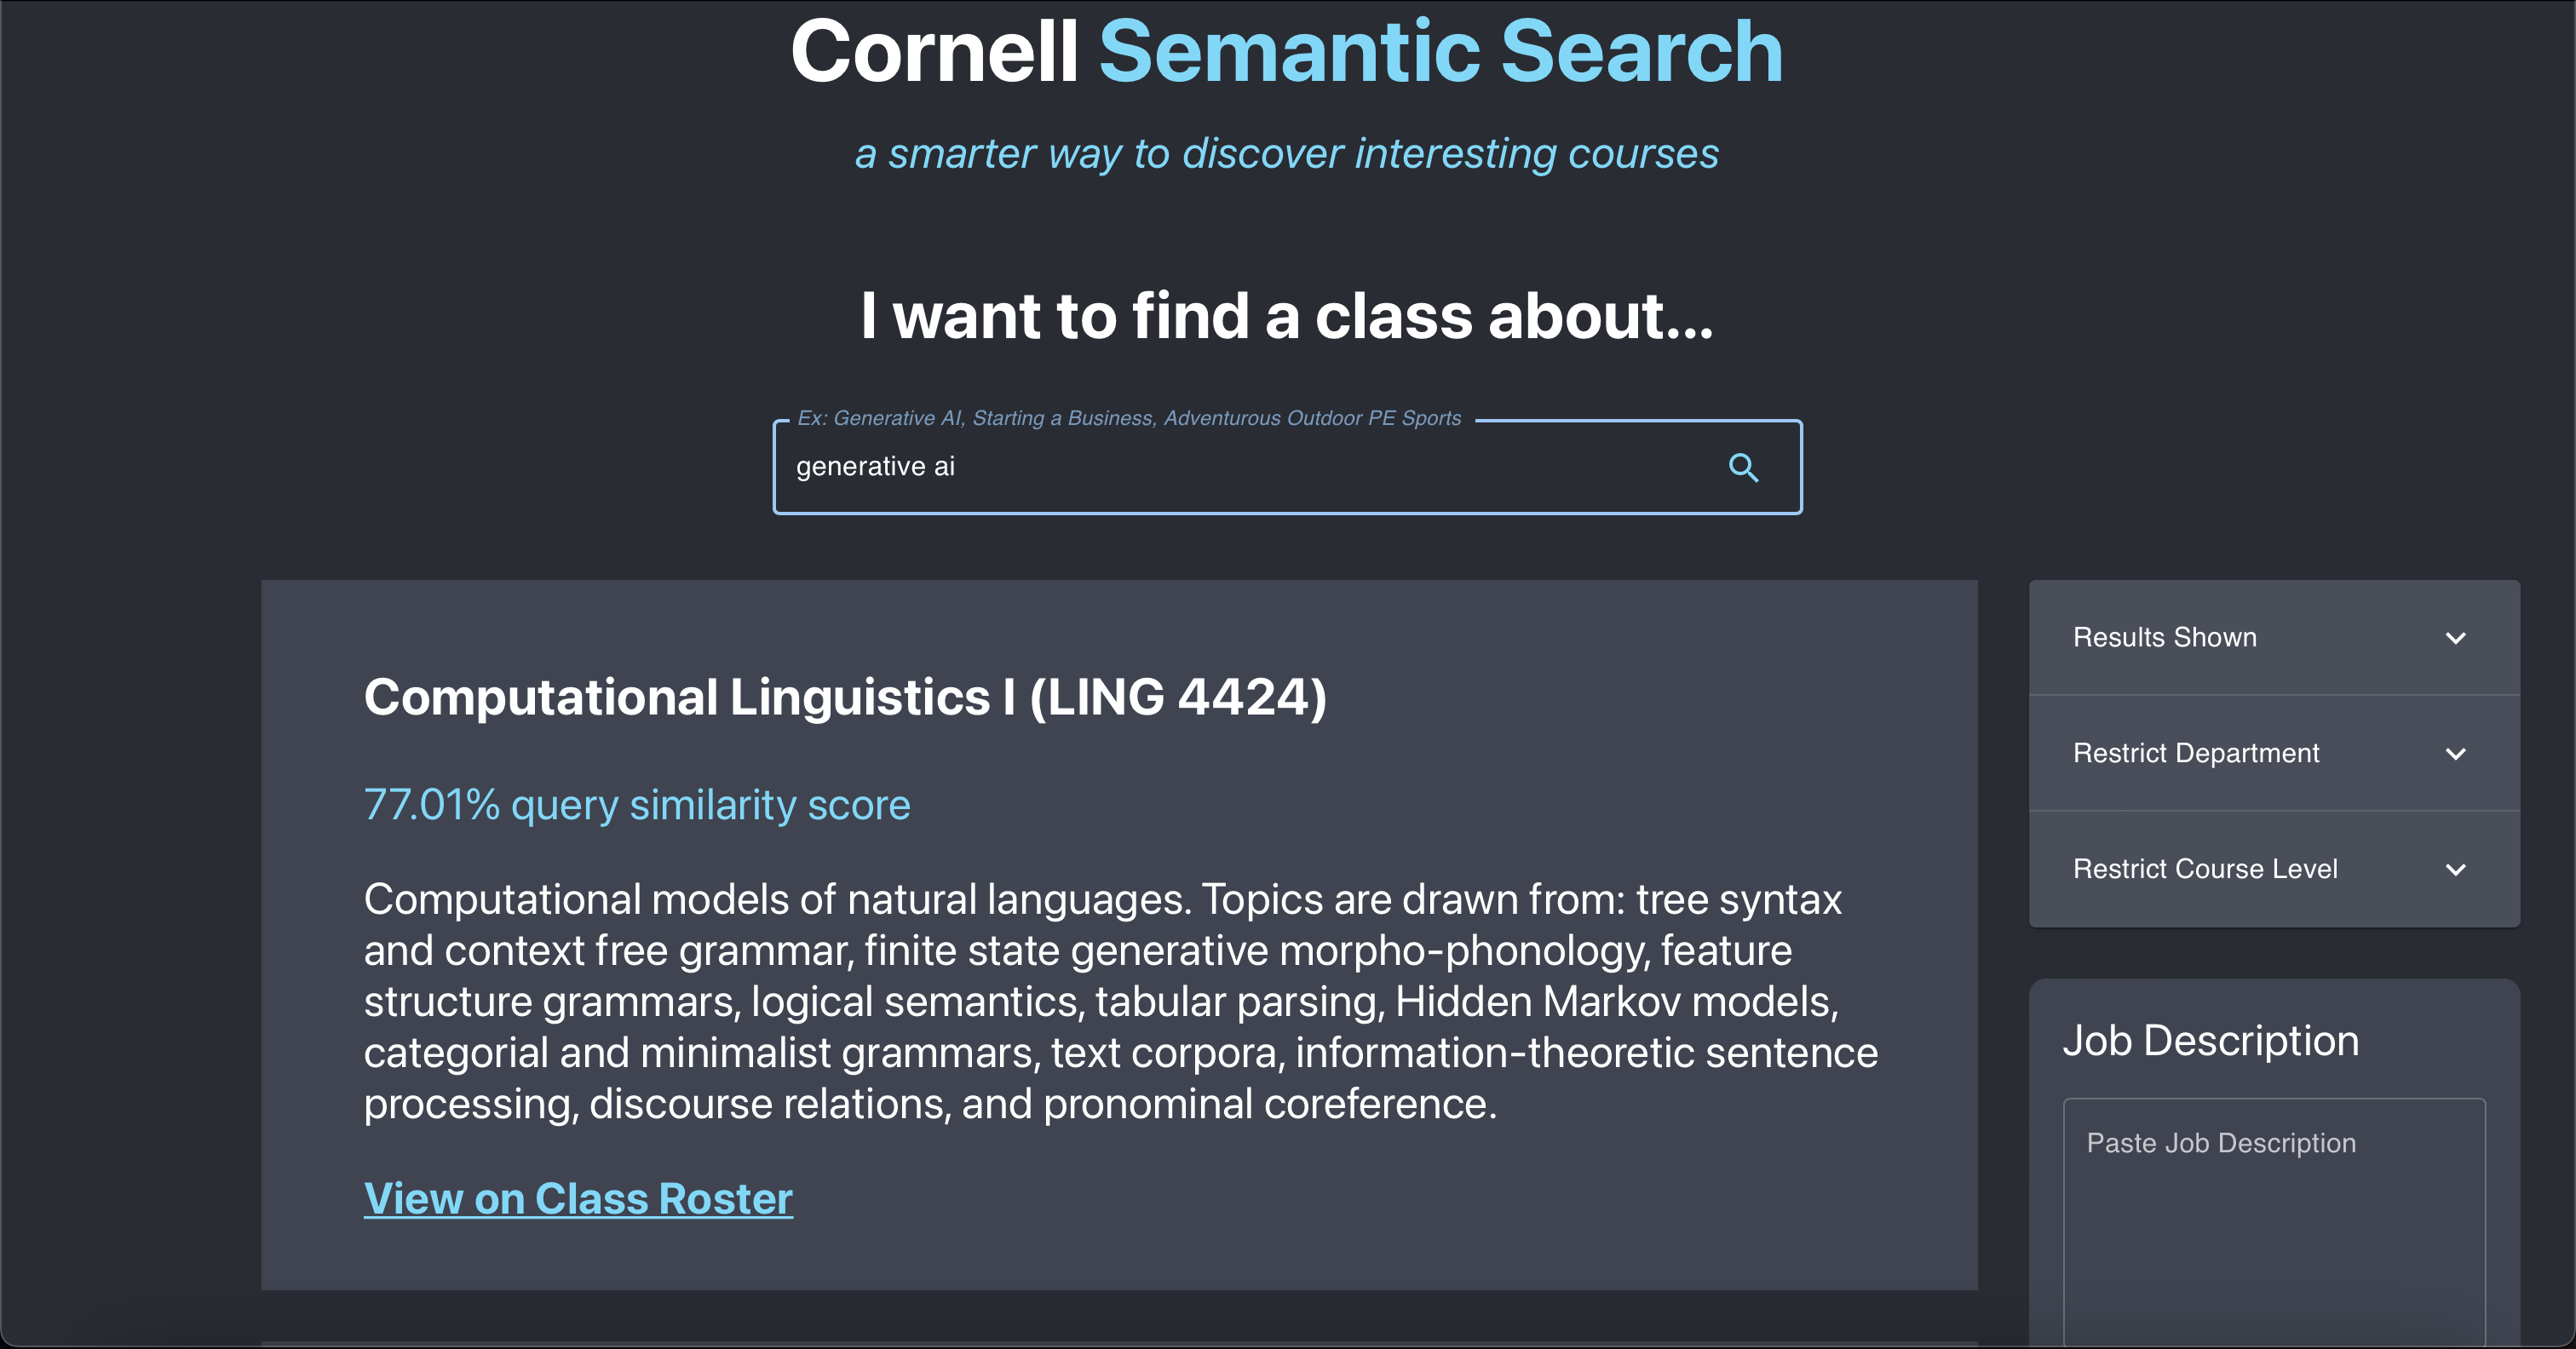 Cornell Semantic Search
a smarter way to discover interesting courses
I want to find a class about...
Ex: Generative AI, Starting a Business, Adventurous Outdoor PE Sports
generative ai
Computational Linguistics I (LING 4424)
77.01% query similarity score
Computational models of natural languages. Topics are drawn from: tree syntax
and context free grammar, finite state generative morpho-phonology, feature
structure grammars, logical semantics, tabular parsing, Hidden Markov models,
categorial and minimalist grammars, text corpora, information-theoretic sentence
processing, discourse relations, and pronominal coreference.
View on Class Roster
Results Shown
Restrict Department
Restrict Course Level
Job Description
Paste Job Description